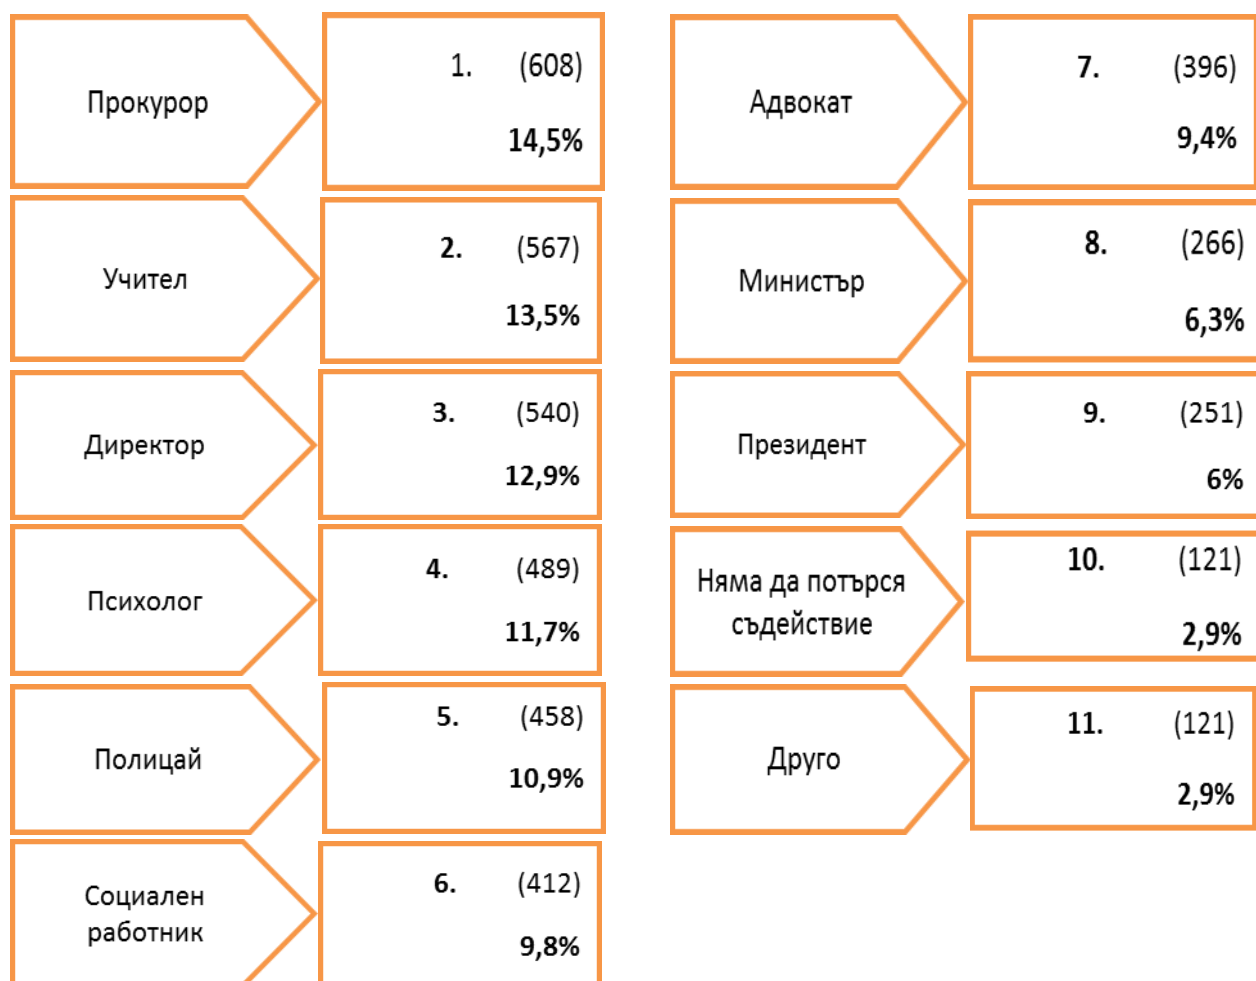 Прокурор
1. (608)
14,5%
Учител
2. (567)
13,5%
Директор
3. (540)
12,9%
Психолог
4. (489)
11,7%
Полицай
5. (458)
10,9%
Социален
работник
6. (412)
9,8%
Адвокат
7. (396)
9,4%
Министър
8. (266)
6,3%
Президент
9. (251)
6%
Няма да потърся
съдействие
10. (121)
2,9%
Друго
11. (121)
2,9%